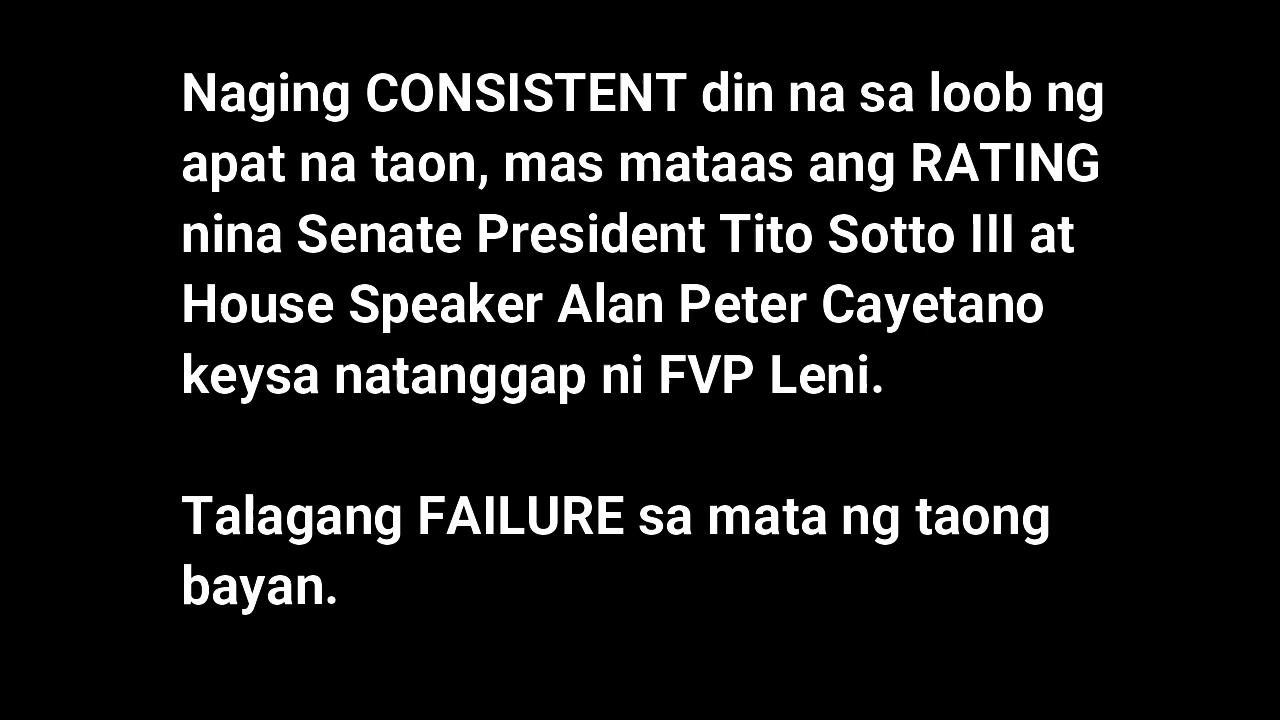 Naging CONSISTENT din na sa loob ng
apat na taon, mas mataas ang RATING
nina Senate President Tito Sotto III at
House Speaker Alan Peter Cayetano
keysa natanggap ni FVP Leni.
Talagang FAILURE sa mata ng taong
bayan.